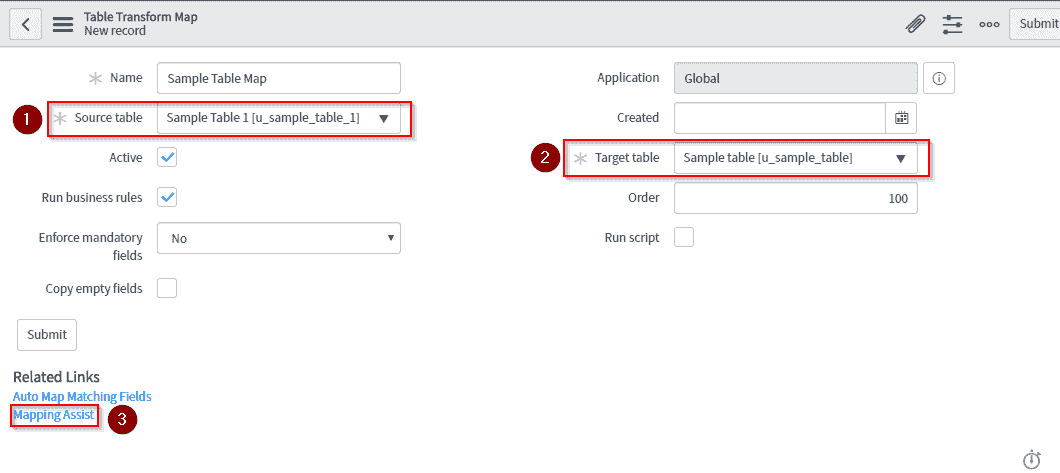 Table Transform Map
New record
Submit
Name
Sample Table Map
Application
Global
1
Source table
Sample Table 1 [u_sample_table_1]
Created
Active
2
Target table
Sample table [u_sample_table]
Run business rules
Order
100
Enforce mandatory
fields
No
Run script
Copy empty fields
Submit
Related Links
Auto Map Matching Fields
Mapping Assist
3